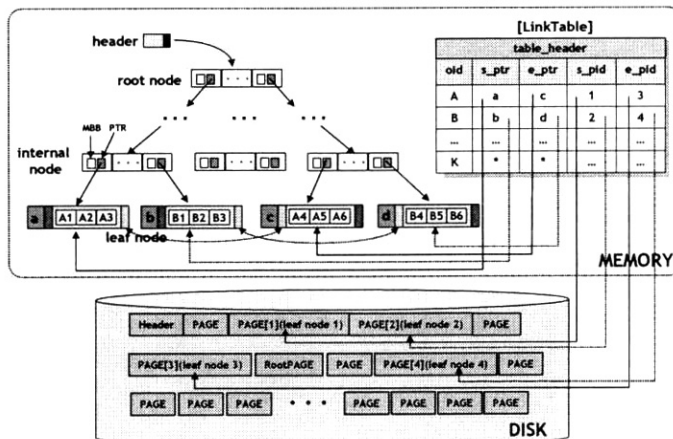 [LinkTable]
header
table_header
oid s_ptr e_ptr s_pid e_pid
root node
A a c 1 3
B b d 2 4
... ... ... ...
MBB PTR
K * * ... ...
internal
node
a A1 A2 A3 b B1 B2 B3 c A4 A5 A6 d B4 B5 B6
leaf node
MEMORY
Header PAGE PAGE[1](leaf node 1) PAGE[2](leaf node 2) PAGE
PAGE[3](leaf node 3) RootPAGE PAGE PAGE[4](leaf node 4) PAGE
PAGE PAGE PAGE • • • PAGE PAGE PAGE PAGE
DISK